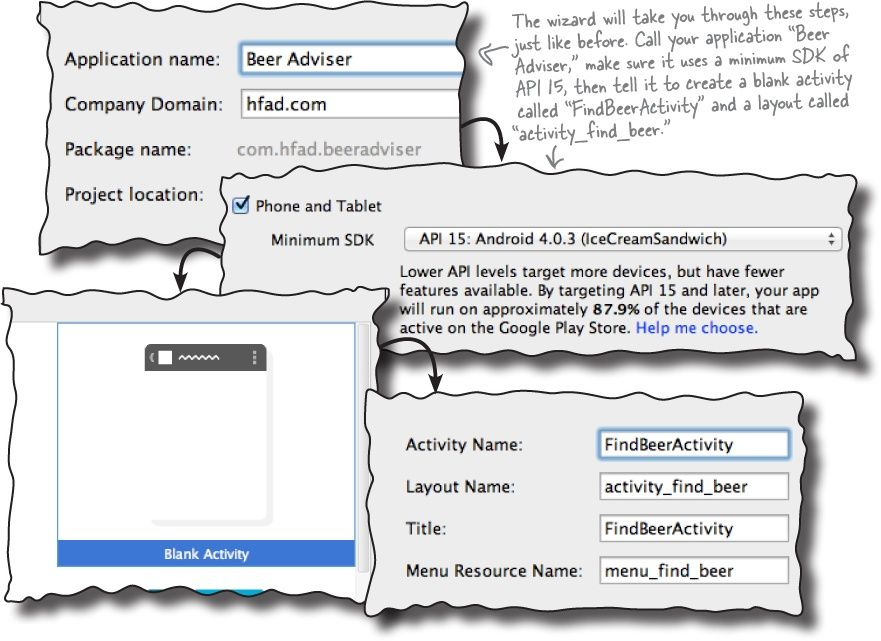 Application name: Beer Adviser
Company Domain: hfad.com
Package name: com.hfad.beeradviser
Project location:
The wizard will take you through these steps,
just like before. Call your application “Beer
Adviser,” make sure it uses a minimum SDK of
API 15, then tell it to create a blank activity
called “FindBeerActivity” and a layout called
“activity_find_beer.”
Phone and Tablet
Minimum SDK API 15: Android 4.0.3 (IceCreamSandwich)
Lower API levels target more devices, but have fewer
features available. By targeting API 15 and later, your app
will run on approximately 87.9% of the devices that are
active on the Google Play Store. Help me choose.
Blank Activity
Activity Name: FindBeerActivity
Layout Name: activity_find_beer
Title: FindBeerActivity
Menu Resource Name: menu_find_beer